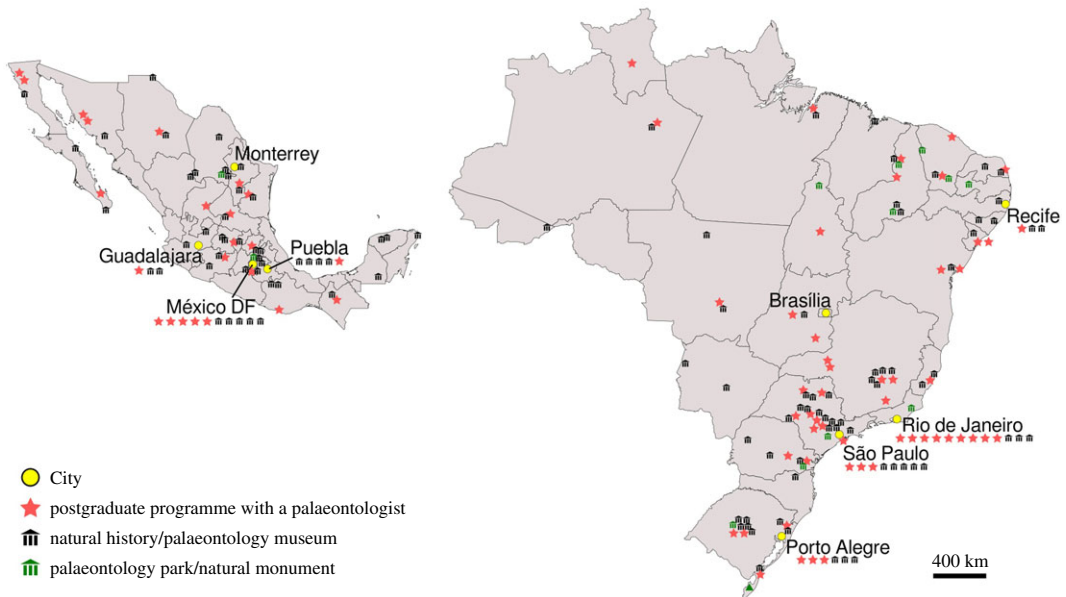 Monterrey
Guadalajara
Puebla
México DF
Recife
Brasília
Rio de Janeiro
São Paulo
Porto Alegre
City
postgraduate programme with a palaeontologist
natural history/palaeontology museum
palaeontology park/natural monument
400 km